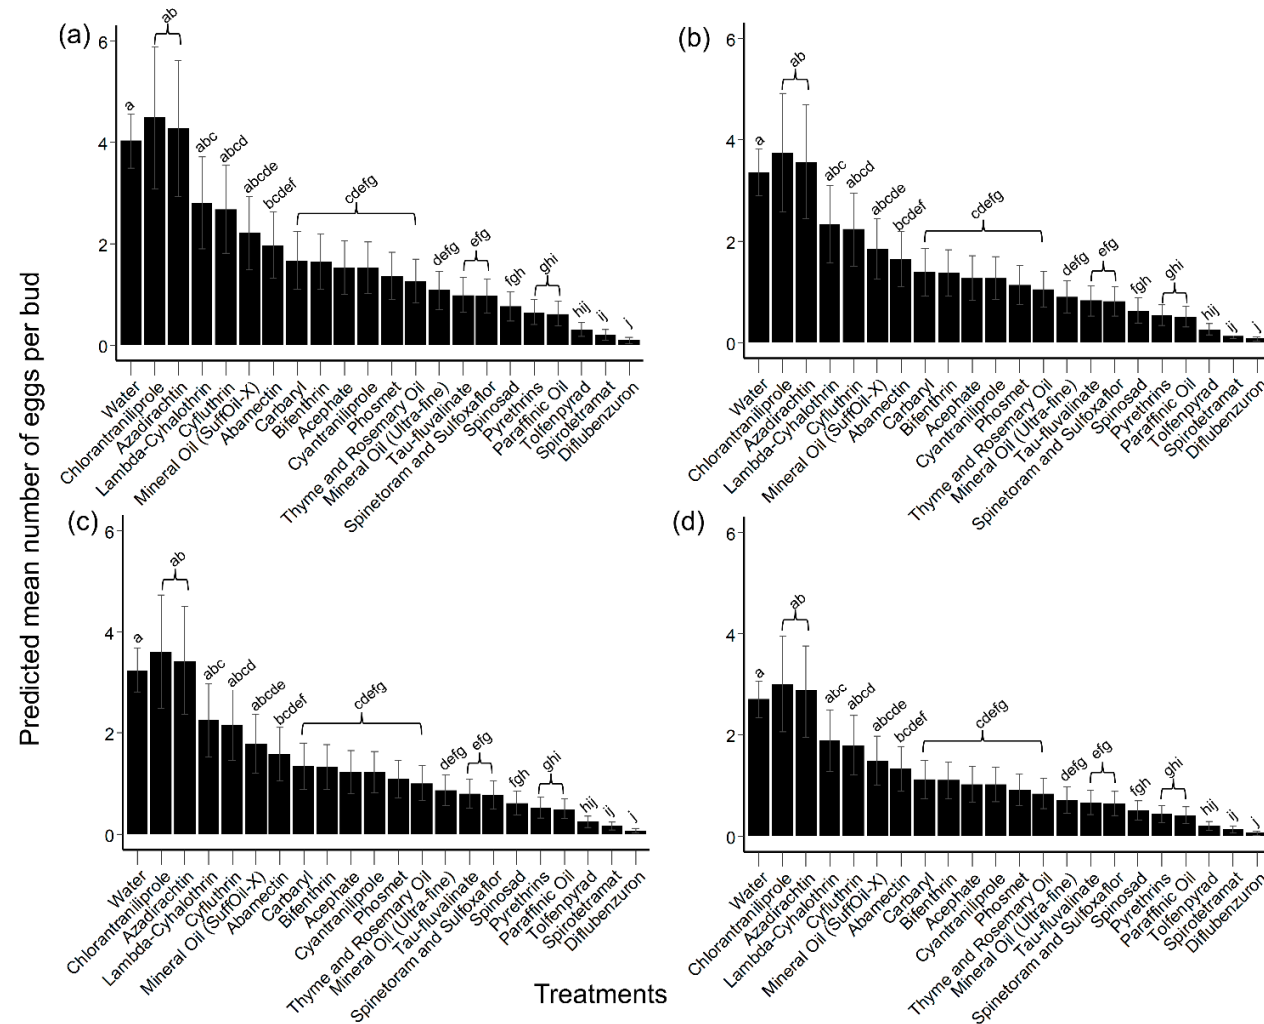 (a)
6
4
2
0
a
ab
abc
abcd
abcde
bcdef
cdefg
defg
efg
fgh
ghi
hij
ij
j
Water
Chlorantraniliprole
Azadirachtin
Lambda-Cyhalothrin
Cyfluthrin
Mineral Oil (SuffOil-X)
Abamectin
Carbaryl
Bifenthrin
Acephate
Cyantraniliprole
Phosmet
Thyme and Rosemary Oil
Mineral Oil (Ultra-fine)
Tau-fluvalinate
Spinetoram and Sulfoxaflor
Spinosad
Pyrethrins
Paraffinic Oil
Tolfenpyrad
Spirotetramat
Diflubenzuron
(b)
6
4
2
0
a
ab
abc
abcd
abcde
bcdef
cdefg
defg
efg
fgh
ghi
hij
ij
j
Water
Chlorantraniliprole
Azadirachtin
Lambda-Cyhalothrin
Cyfluthrin
Mineral Oil (SuffOil-X)
Abamectin
Carbaryl
Bifenthrin
Acephate
Cyantraniliprole
Phosmet
Thyme and Rosemary Oil
Mineral Oil (Ultra-fine)
Tau-fluvalinate
Spinetoram and Sulfoxaflor
Spinosad
Pyrethrins
Paraffinic Oil
Tolfenpyrad
Spirotetramat
Diflubenzuron
Predicted mean number of eggs per bud
(c)
6
4
2
0
a
ab
abc
abcd
abcde
bcdef
cdefg
defg
efg
fgh
ghi
hij
ij
j
Water
Chlorantraniliprole
Azadirachtin
Lambda-Cyhalothrin
Cyfluthrin
Mineral Oil (SuffOil-X)
Abamectin
Carbaryl
Bifenthrin
Acephate
Cyantraniliprole
Phosmet
Thyme and Rosemary Oil
Mineral Oil (Ultra-fine)
Tau-fluvalinate
Spinetoram and Sulfoxaflor
Spinosad
Pyrethrins
Paraffinic Oil
Tolfenpyrad
Spirotetramat
Diflubenzuron
(d)
6
4
2
0
a
ab
abc
abcd
abcde
bcdef
cdefg
defg
efg
fgh
ghi
hij
ij
j
Water
Chlorantraniliprole
Azadirachtin
Lambda-Cyhalothrin
Cyfluthrin
Mineral Oil (SuffOil-X)
Abamectin
Carbaryl
Bifenthrin
Acephate
Cyantraniliprole
Phosmet
Thyme and Rosemary Oil
Mineral Oil (Ultra-fine)
Tau-fluvalinate
Spinetoram and Sulfoxaflor
Spinosad
Pyrethrins
Paraffinic Oil
Tolfenpyrad
Spirotetramat
Diflubenzuron
Treatments